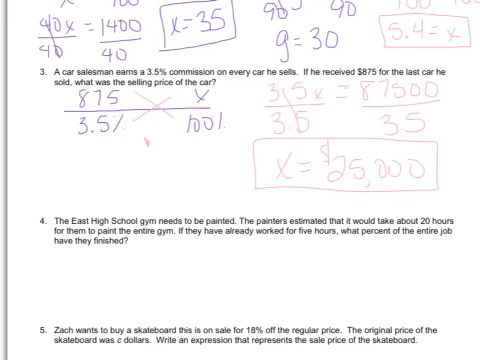 40x = 1400
40 40
x=35
90 90
g=30
5.4=x
3. A car salesman earns a 3.5% commission on every car he sells. If he received $875 for the last car he
sold, what was the selling price of the car?
875 x
3.5% 100%
3.5x = 87500
3.5 3.5
x = $25,000
4. The East High School gym needs to be painted. The painters estimated that it would take about 20 hours
for them to paint the entire gym. If they have already worked for five hours, what percent of the entire job
have they finished?
5. Zach wants to buy a skateboard this is on sale for 18% off the regular price. The original price of the
skateboard was c dollars. Write an expression that represents the sale price of the skateboard.